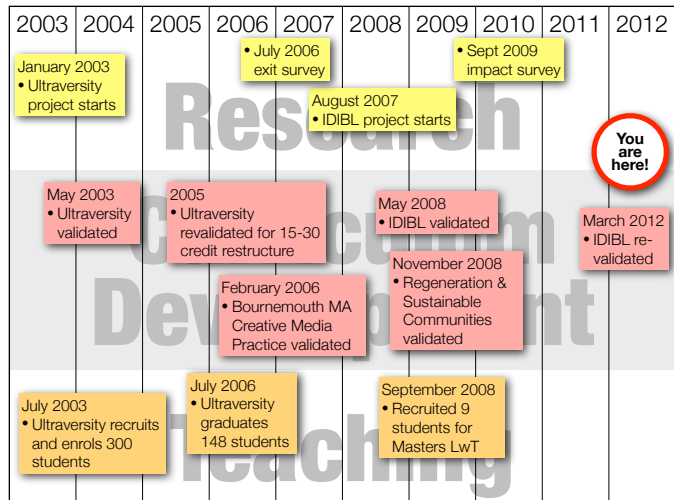 2003 2004 2005 2006 2007 2008 2009 2010 2011 2012
Research
January 2003
• Ultraversity
project starts
• July 2006
exit survey
August 2007
• IDIBL project starts
• Sept 2009
impact survey
You
are
here!
Curriculum
Development
May 2003
• Ultraversity
validated
2005
• Ultraversity
revalidated for 15-30
credit restructure
February 2006
• Bournemouth MA
Creative Media
Practice validated
May 2008
• IDIBL validated
November 2008
• Regeneration &
Sustainable
Communities
validated
March 2012
• IDIBL re-
validated
Teaching
July 2003
• Ultraversity recruits
and enrols 300
students
July 2006
• Ultraversity
graduates
148 students
September 2008
• Recruited 9
students for
Masters LwT